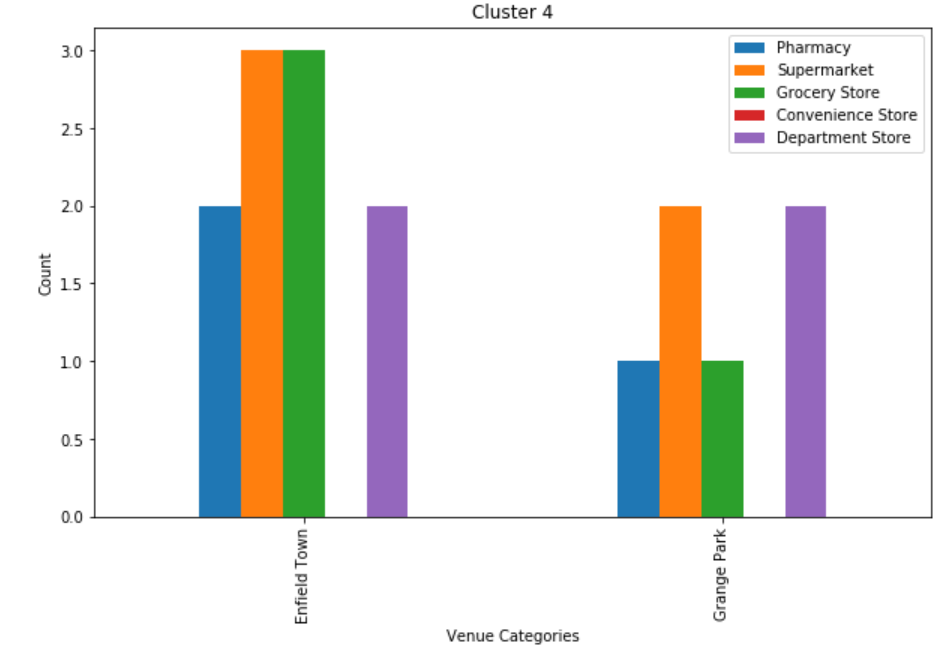 Cluster 4
Pharmacy
Supermarket
Grocery Store
Convenience Store
Department Store
3.0
2.5
2.0
1.5
1.0
0.5
0.0
Count
Enfield Town
Grange Park
Venue Categories